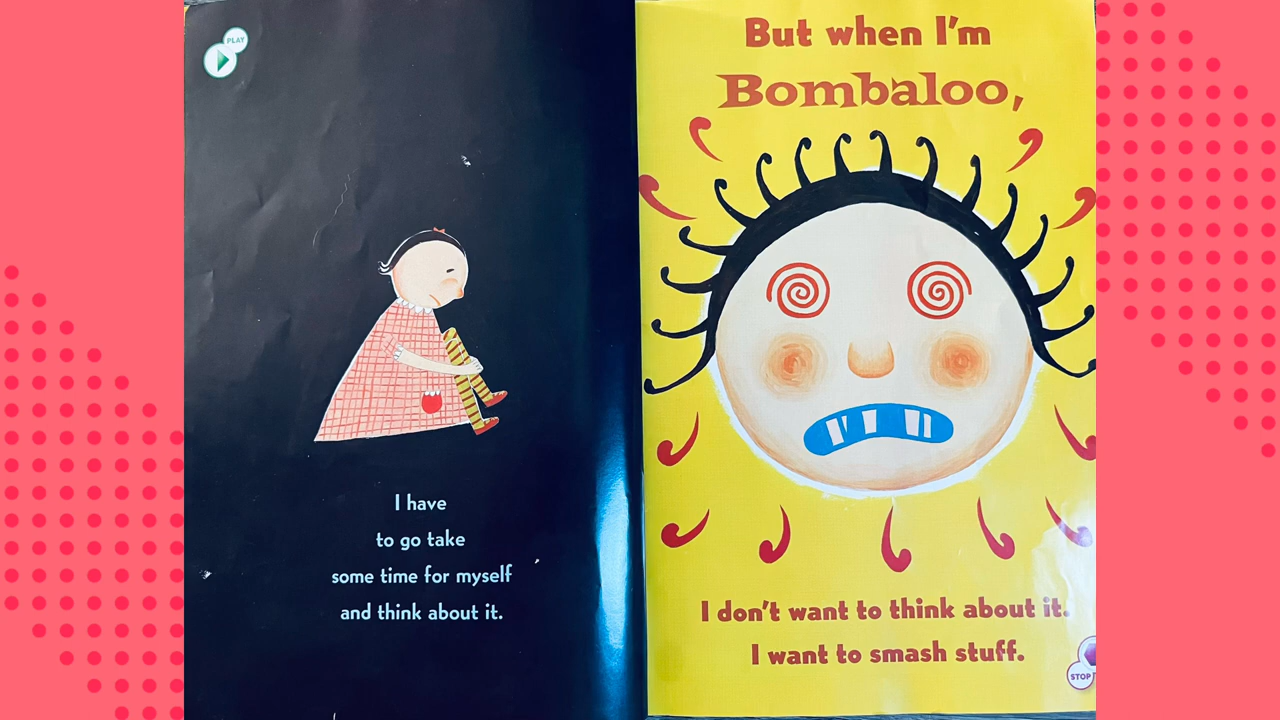 PLAY
I have
to go take
some time for myself
and think about it.
But when I'm
Bombaloo,
I don't want to think about it.
I want to smash stuff.
STOP